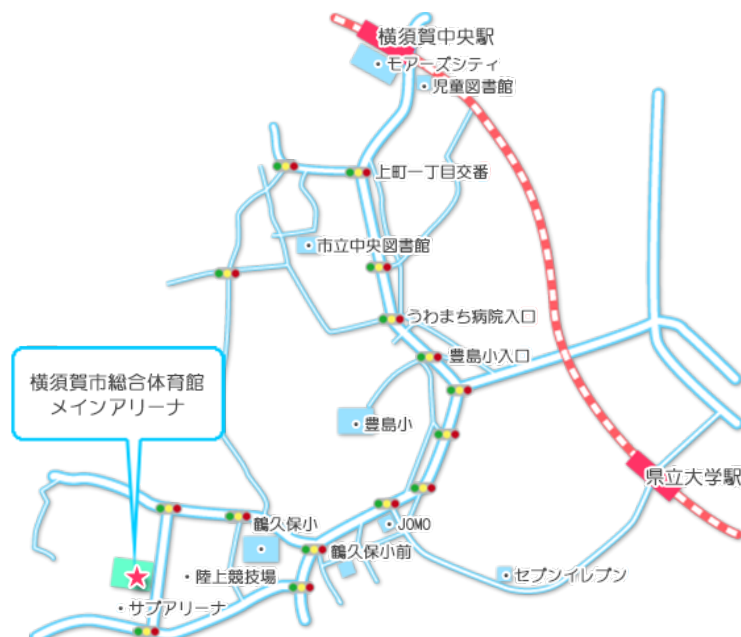 横須賀中央駅
・モアーズシティ
・児童図書館
上町一丁目交番
・市立中央図書館
うわまち病院入口
豊島小入口
横須賀市総合体育館
メインアリーナ
・豊島小
県立大学駅
鶴久保小
・JOMO
鶴久保小前
・陸上競技場
・セブンイレブン
・サブアリーナ